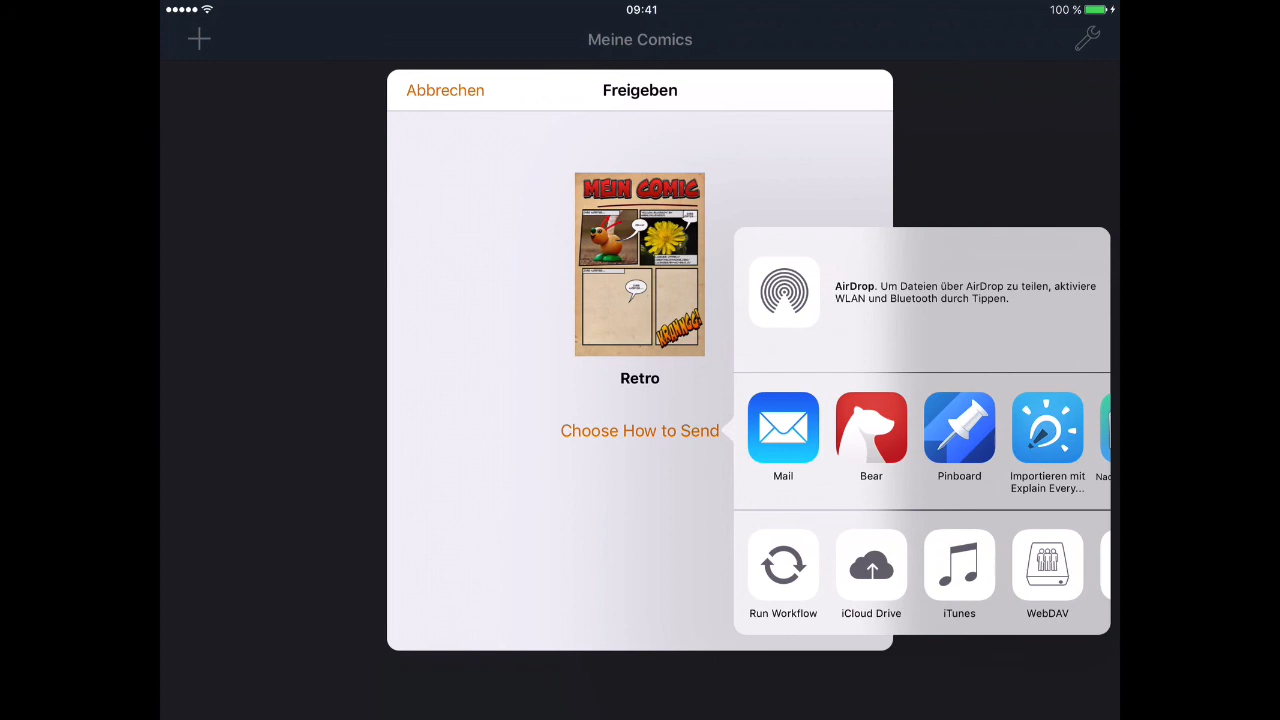 09:41
100 %
Meine Comics
Abbrechen
Freigeben
MEIN COMIC
KRANNGG!
Retro
Choose How to Send
AirDrop. Um Dateien über AirDrop zu teilen, aktiviere
WLAN und Bluetooth durch Tippen.
Mail
Bear
Pinboard
Importieren mit
Explain Every...
Run Workflow
iCloud Drive
iTunes
WebDAV